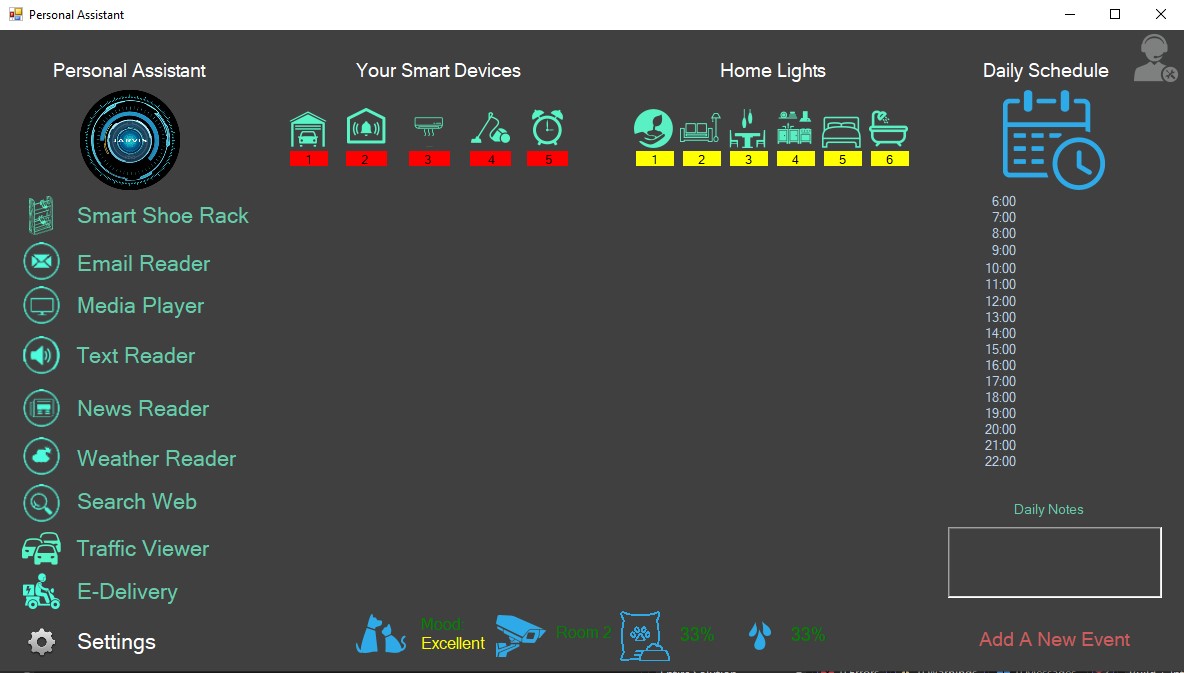 Personal Assistant
Personal Assistant
Your Smart Devices
Home Lights
Daily Schedule
JARVIS
1 2 3 4 5
1 2 3 4 5 6
Smart Shoe Rack
Email Reader
Media Player
Text Reader
News Reader
Weather Reader
Search Web
Traffic Viewer
E-Delivery
Settings
6:00
7:00
8:00
9:00
10:00
11:00
12:00
13:00
14:00
15:00
16:00
17:00
18:00
19:00
20:00
21:00
22:00
Daily Notes
Add A New Event
Mood:
Excellent
Room 2
33%
33%